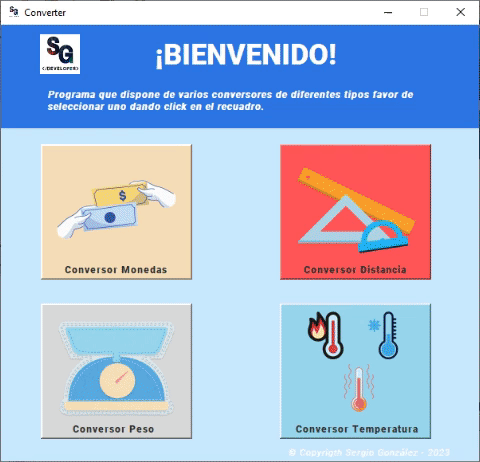 SG Converter
SG
</DEVELOPER>
¡BIENVENIDO!
Programa que dispone de varios conversores de diferentes tipos favor de
seleccionar uno dando click en el recuadro.
$
Conversor Monedas
Conversor Distancia
Conversor Peso
Conversor Temperatura
© Copyrigth Sergio González - 2023